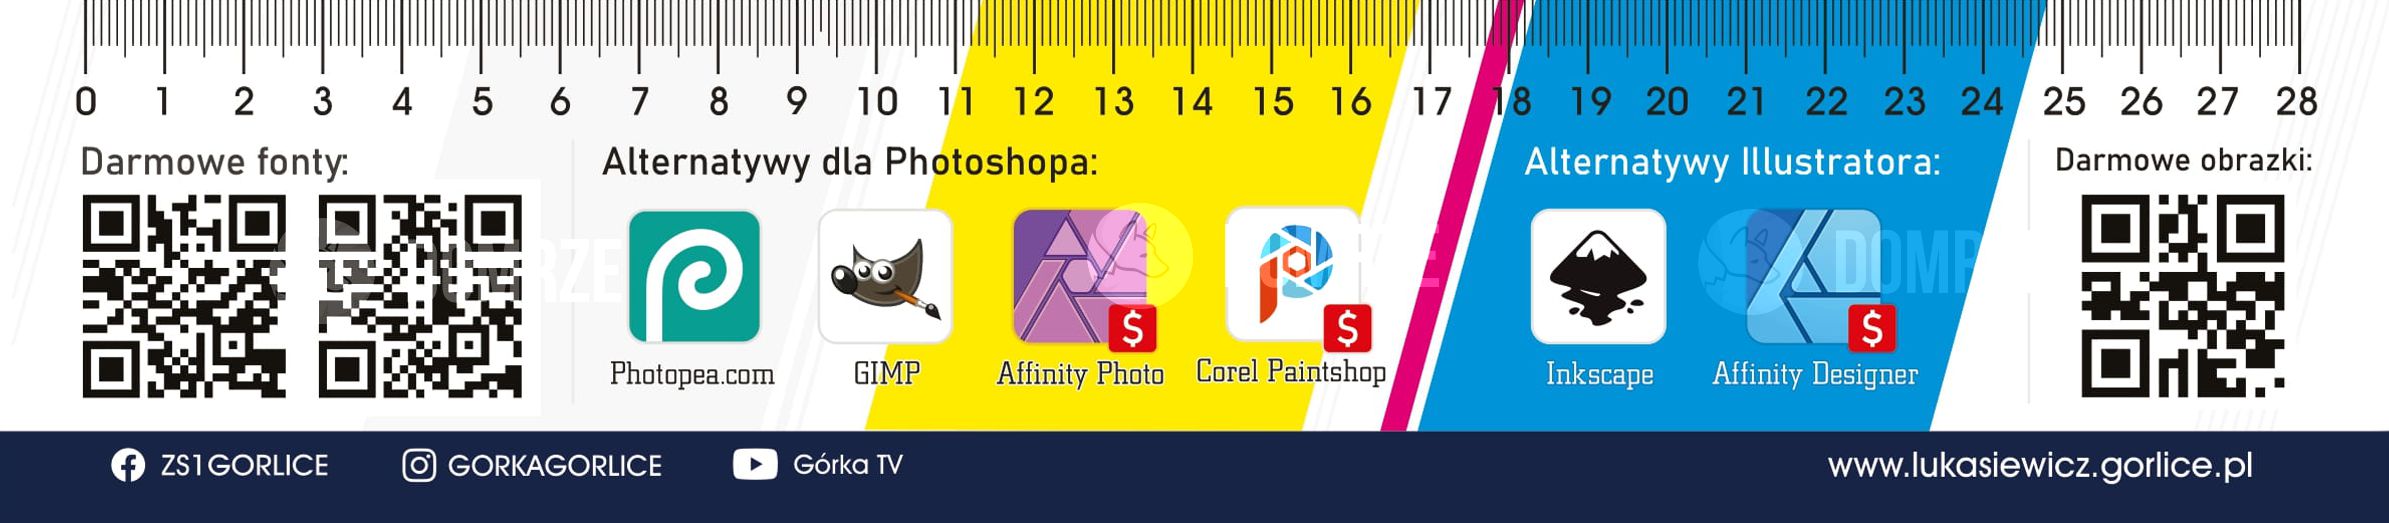 0 1 2 3 4 5 6 7 8 9 10 11 12 13 14 15 16 17 18 19 20 21 22 23 24 25 26 27 28
Darmowe fonty:
Alternatywy dla Photoshopa:
Alternatywy Illustratora:
Darmowe obrazki:
$ $ $
Photopea.com GIMP Affinity Photo Corel Paintshop Inkscape Affinity Designer
ZS1GORLICE GORKAGORLICE Górka TV www.lukasiewicz.gorlice.pl